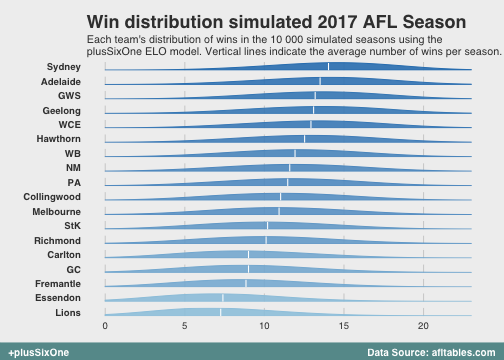 Win distribution simulated 2017 AFL Season
Each team's distribution of wins in the 10 000 simulated seasons using the
plusSixOne ELO model. Vertical lines indicate the average number of wins per season.
Sydney
Adelaide
GWS
Geelong
WCE
Hawthorn
WB
NM
PA
Collingwood
Melbourne
StK
Richmond
Carlton
GC
Fremantle
Essendon
Lions
0 5 10 15 20
+plusSixOne Data Source: afltables.com